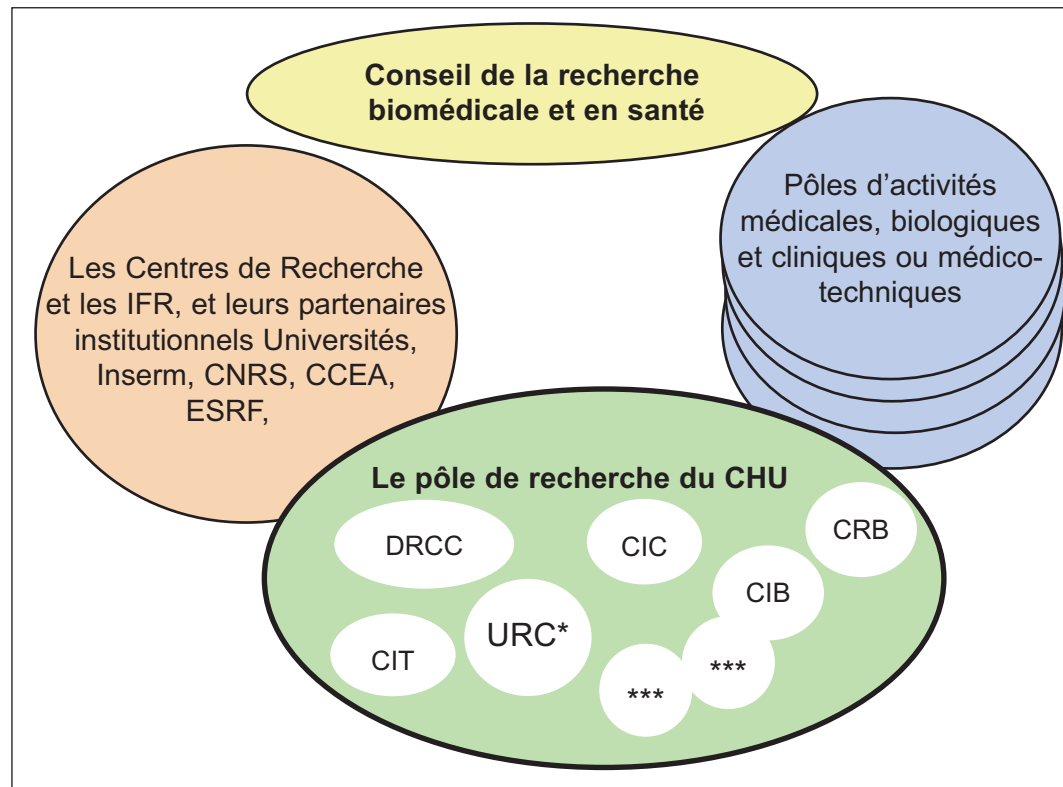 Conseil de la recherche
biomédicale et en santé
Pôles d’activités
médicales, biologiques
et cliniques ou médico-
techniques
Les Centres de Recherche
et les IFR, et leurs partenaires
institutionnels Universités,
Inserm, CNRS, CCEA,
ESRF,
Le pôle de recherche du CHU
DRCC
CIC
CRB
CIB
URC*
CIT
***
***